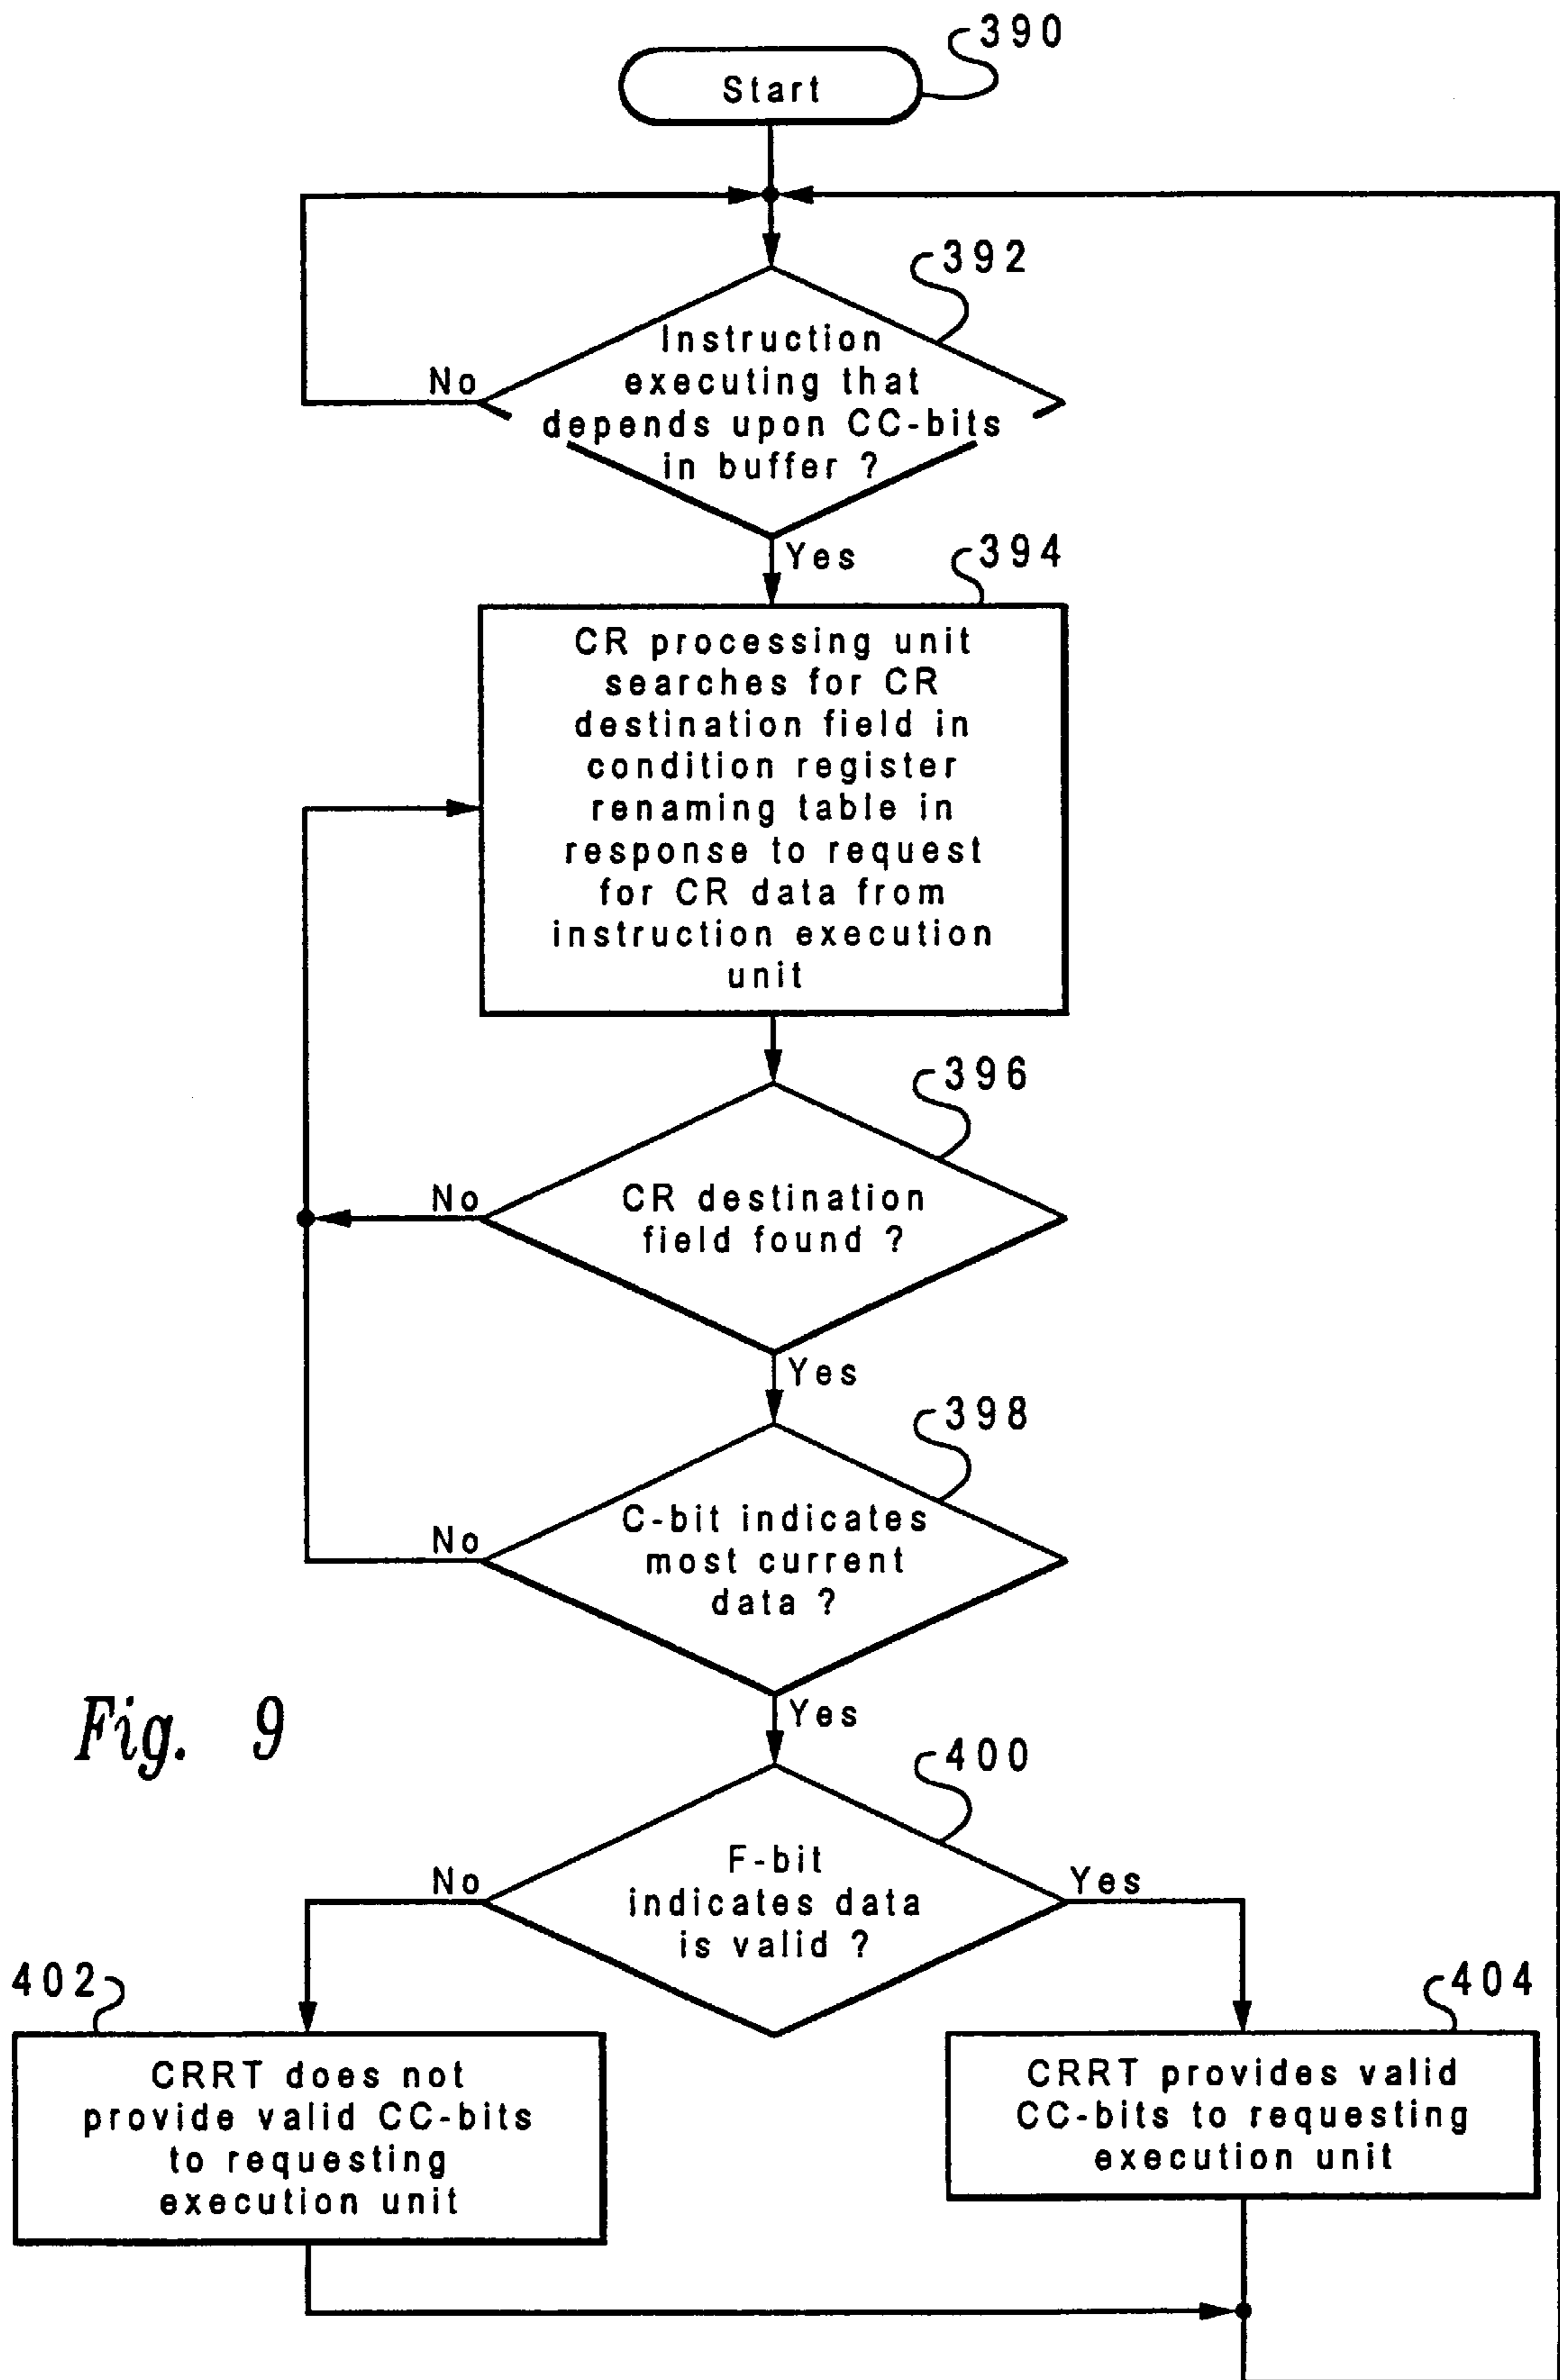 390
Start
392
Instruction
executing that
depends upon CC-bits
in buffer ?
No
Yes
394
CR processing unit
searches for CR
destination field in
condition register
renaming table in
response to request
for CR data from
instruction execution
unit
396
CR destination
field found ?
No
Yes
398
C-bit indicates
most current
data ?
No
Yes
Fig. 9
400
F-bit
indicates data
is valid ?
No
Yes
402
CRRT does not
provide valid CC-bits
to requesting
execution unit
404
CRRT provides valid
CC-bits to requesting
execution unit